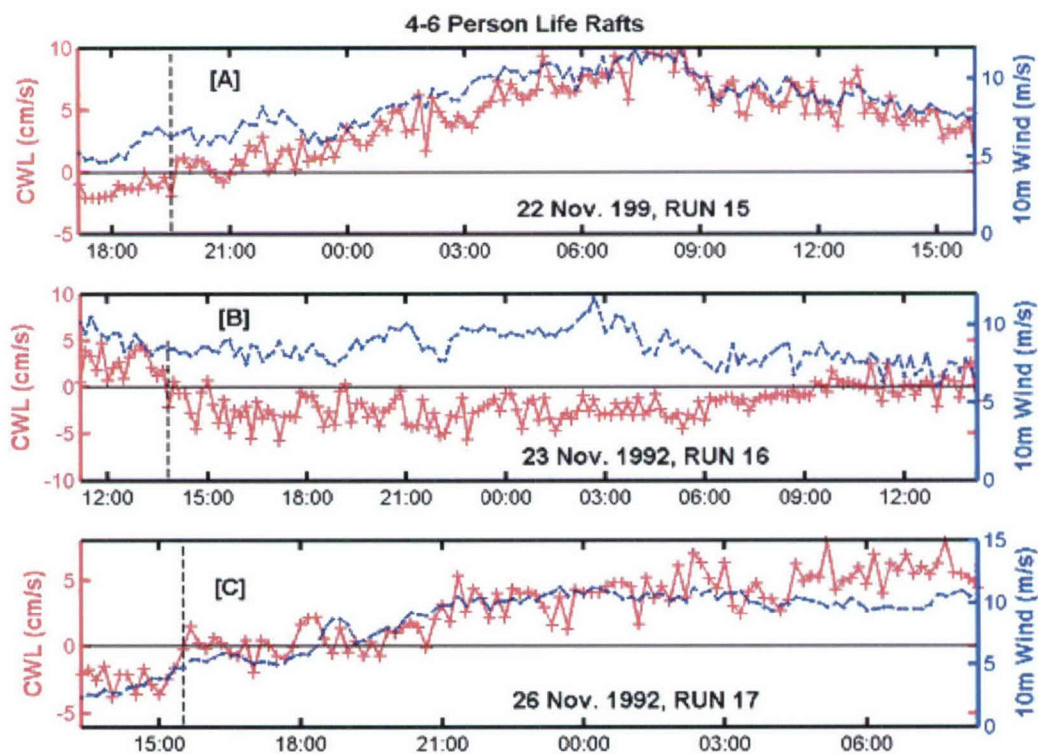 4-6 Person Life Rafts
10
5
0
-5
CWL (cm/s)
[A]
22 Nov. 199, RUN 15
10
5
0
10m Wind (m/s)
18:00 21:00 00:00 03:00 06:00 09:00 12:00 15:00
10
5
0
-5
-10
CWL (cm/s)
[B]
23 Nov. 1992, RUN 16
10
5
0
10m Wind (m/s)
12:00 15:00 18:00 21:00 00:00 03:00 06:00 09:00 12:00
5
0
-5
CWL (cm/s)
[C]
26 Nov. 1992, RUN 17
15
10
5
0
10m Wind (m/s)
15:00 18:00 21:00 00:00 03:00 06:00